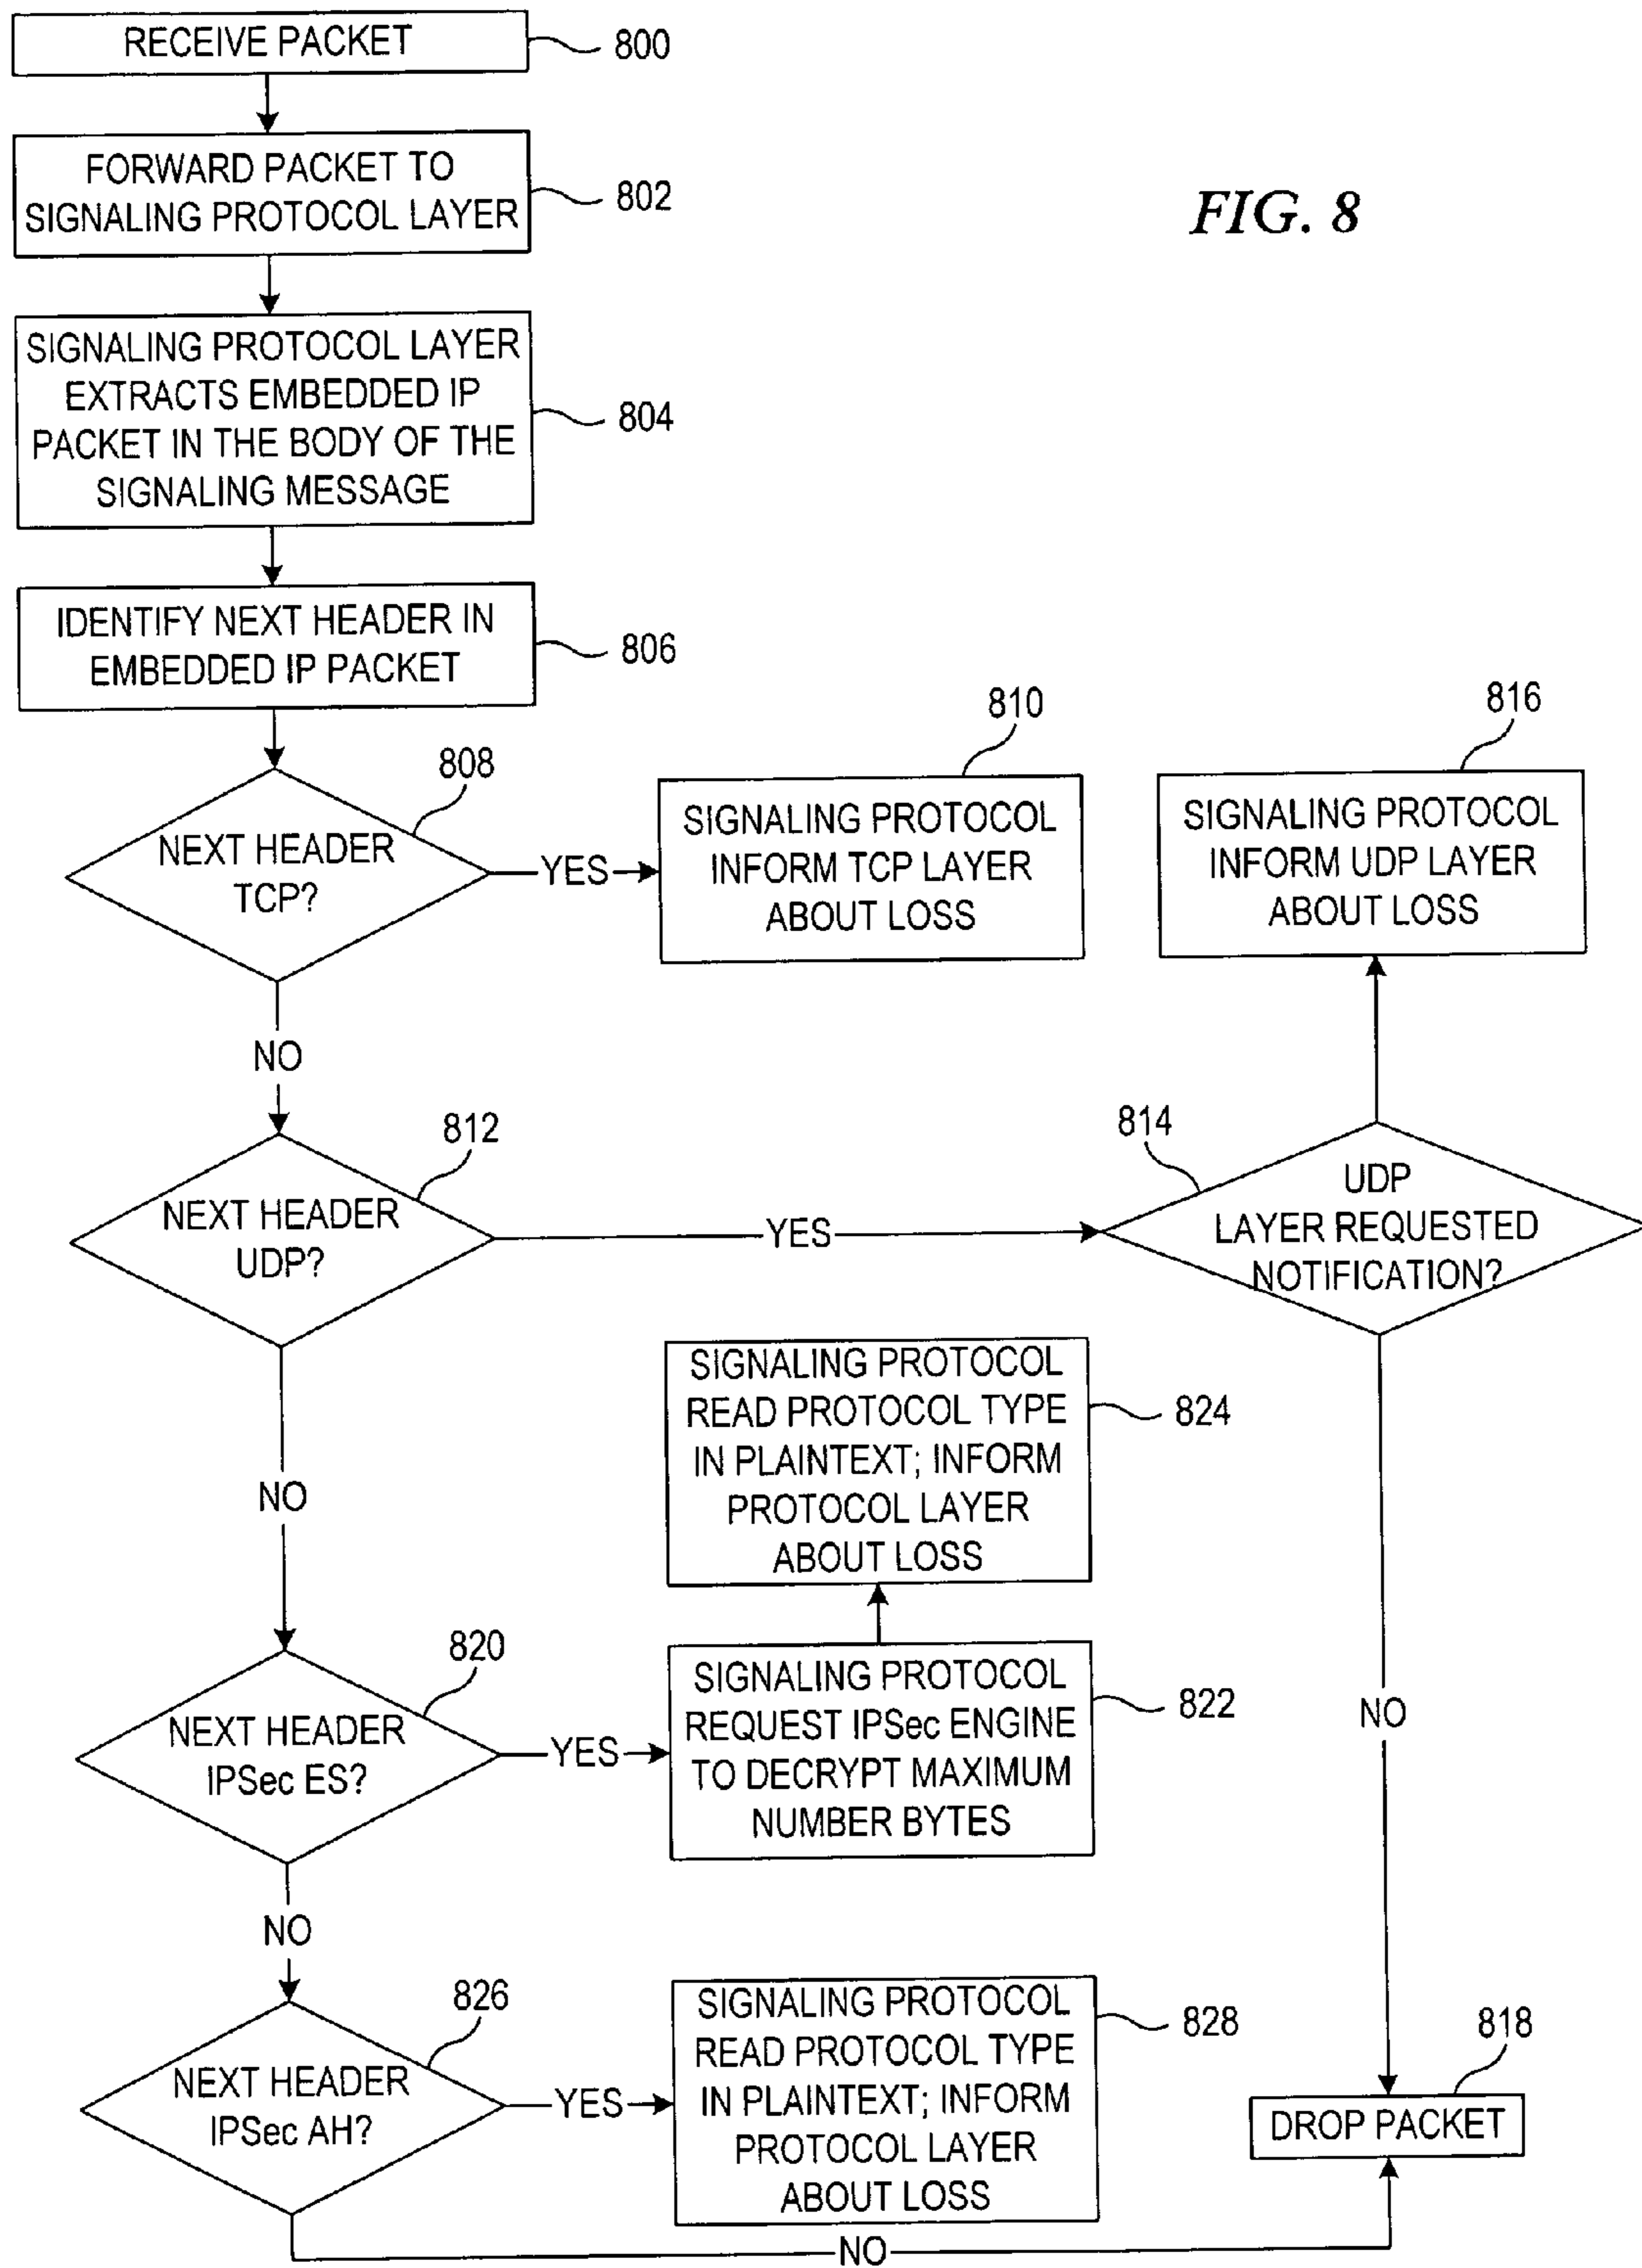 RECEIVE PACKET
800
FORWARD PACKET TO
SIGNALING PROTOCOL LAYER
802
FIG. 8
SIGNALING PROTOCOL LAYER
EXTRACTS EMBEDDED IP
PACKET IN THE BODY OF THE
SIGNALING MESSAGE
804
IDENTIFY NEXT HEADER IN
EMBEDDED IP PACKET
806
808
NEXT HEADER
TCP?
YES
810
SIGNALING PROTOCOL
INFORM TCP LAYER
ABOUT LOSS
816
SIGNALING PROTOCOL
INFORM UDP LAYER
ABOUT LOSS
NO
812
NEXT HEADER
UDP?
YES
814
UDP
LAYER REQUESTED
NOTIFICATION?
NO
SIGNALING PROTOCOL
READ PROTOCOL TYPE
IN PLAINTEXT; INFORM
PROTOCOL LAYER
ABOUT LOSS
824
820
NEXT HEADER
IPSec ES?
YES
SIGNALING PROTOCOL
REQUEST IPSec ENGINE
TO DECRYPT MAXIMUM
NUMBER BYTES
822
NO
NO
826
NEXT HEADER
IPSec AH?
YES
SIGNALING PROTOCOL
READ PROTOCOL TYPE
IN PLAINTEXT; INFORM
PROTOCOL LAYER
ABOUT LOSS
828
818
DROP PACKET
NO